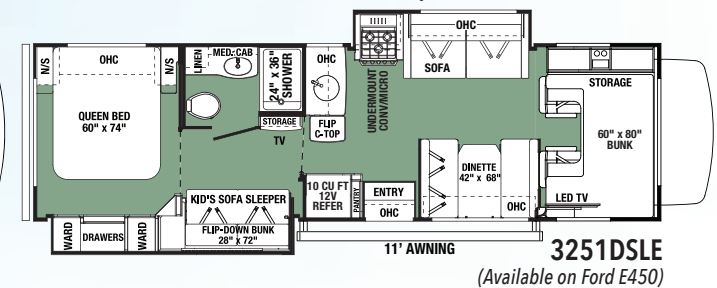 OHC
N/S
OHC
N/S
LINEN
MED. CAB
24" x 36"
SHOWER
OHC
UNDERMOUNT
CONV/MICRO
SOFA
STORAGE
QUEEN BED
60" x 74"
STORAGE
TV
FLIP
C-TOP
60" x 80"
BUNK
DINETTE
42" x 68"
KID'S SOFA SLEEPER
10 CU FT
12V
REFER
PANTRY
ENTRY
OHC
OHC
LED TV
WARD
DRAWERS
WARD
FLIP-DOWN BUNK
28" x 72"
11' AWNING
3251DSLE
(Available on Ford E450)